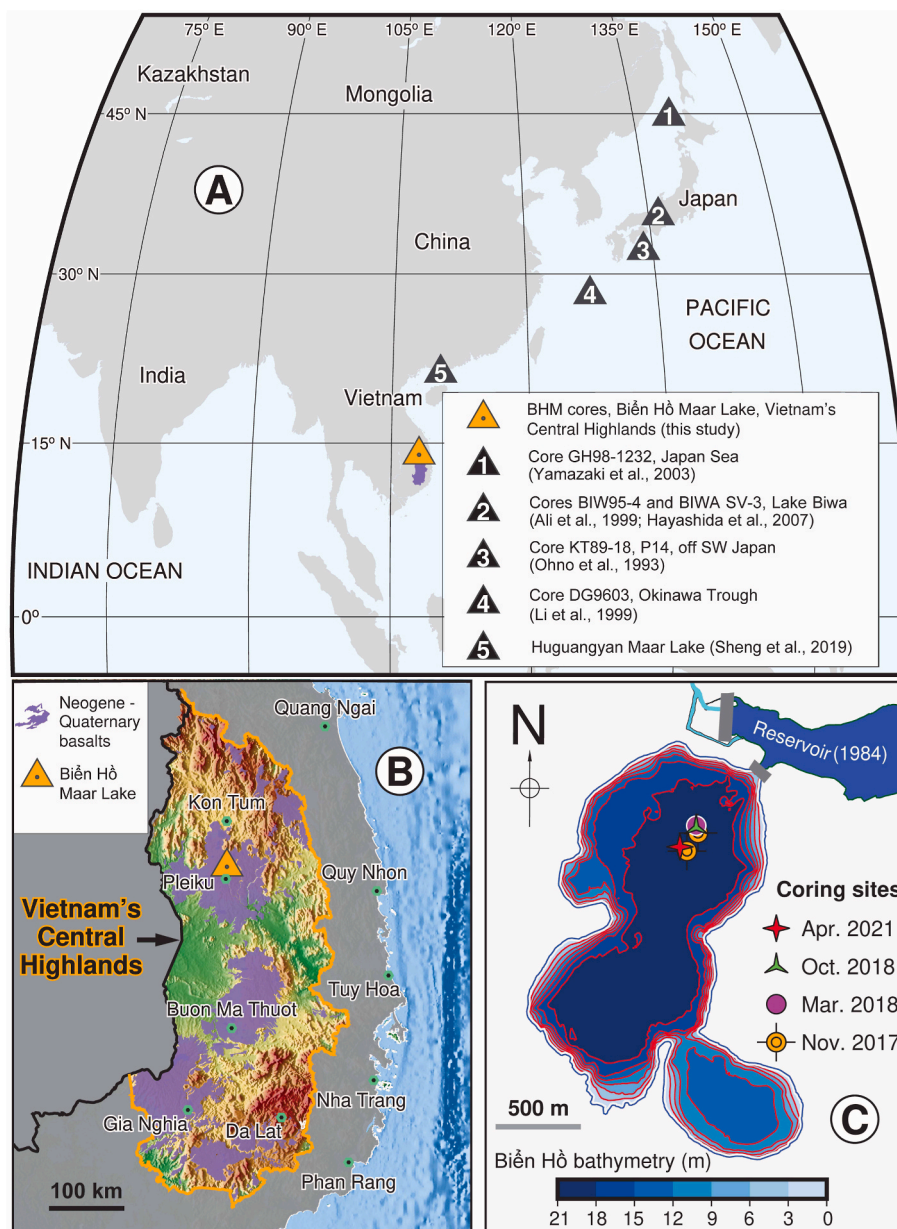 75º E
90º E
105º E
120º E
135º E
150º E
Kazakhstan
Mongolia
45º N
1
A
Japan
2
China
3
30º N
4
PACIFIC
OCEAN
India
5
Vietnam
15º N
INDIAN OCEAN
0º
BHM cores, Biển Hồ Maar Lake, Vietnam's
Central Highlands (this study)
1
Core GH98-1232, Japan Sea
(Yamazaki et al., 2003)
2
Cores BIW95-4 and BIWA SV-3, Lake Biwa
(Ali et al., 1999; Hayashida et al., 2007)
3
Core KT89-18, P14, off SW Japan
(Ohno et al., 1993)
4
Core DG9603, Okinawa Trough
(Li et al., 1999)
5
Huguangyan Maar Lake (Sheng et al., 2019)
Neogene -
Quaternary
basalts
Biển Hồ
Maar Lake
Quang Ngai
B
Kon Tum
Pleiku
Quy Nhon
Vietnam's
Central
Highlands
Tuy Hoa
Buon Ma Thuot
Nha Trang
Gia Nghia
Da Lat
Phan Rang
100 km
N
Reservoir (1984)
Coring sites
Apr. 2021
Oct. 2018
Mar. 2018
Nov. 2017
500 m
C
Biển Hồ bathymetry (m)
21 18 15 12 9 6 3 0